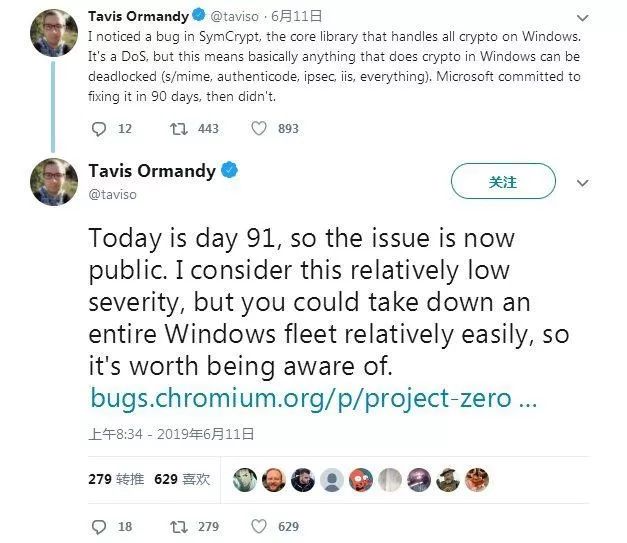 Tavis Ormandy @taviso · 6月11日
I noticed a bug in SymCrypt, the core library that handles all crypto on Windows.
It's a DoS, but this means basically anything that does crypto in Windows can be
deadlocked (s/mime, authenticode, ipsec, iis, everything). Microsoft committed to
fixing it in 90 days, then didn't.
12 443 893
Tavis Ormandy
@taviso
关注
Today is day 91, so the issue is now
public. I consider this relatively low
severity, but you could take down an
entire Windows fleet relatively easily, so
it's worth being aware of.
bugs.chromium.org/p/project-zero ...
上午8:34 - 2019年6月11日
279 转推 629 喜欢
18 279 629